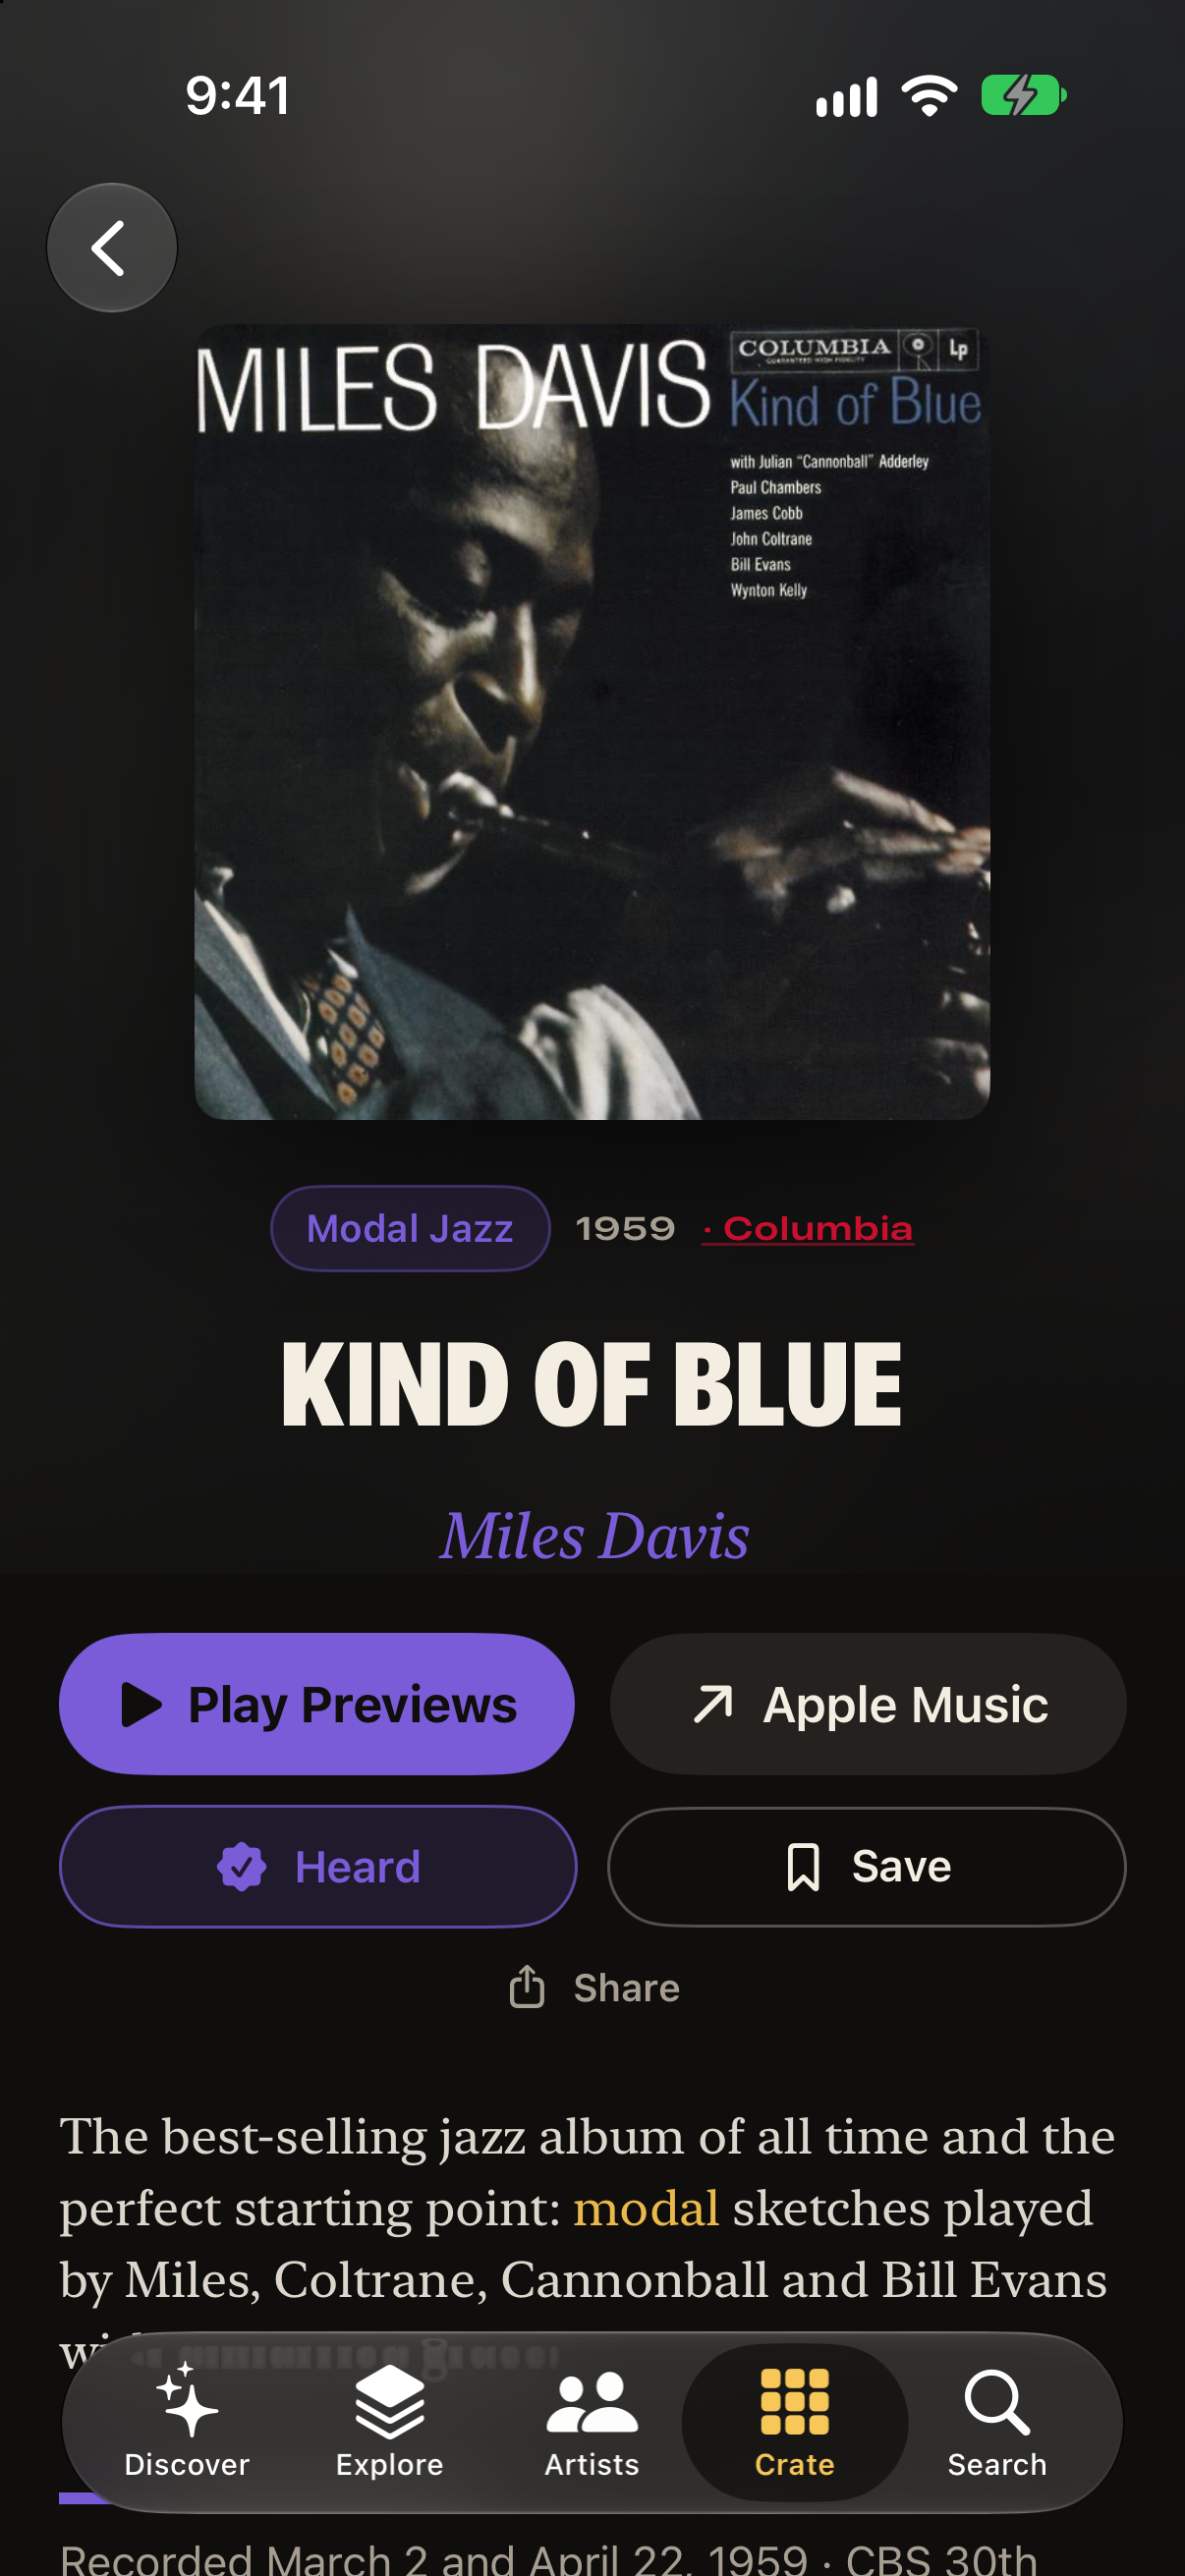 9:41
MILES DAVIS
COLUMBIA Lp
GUARANTEED HIGH FIDELITY
Kind of Blue
with Julian “Cannonball” Adderley
Paul Chambers
James Cobb
John Coltrane
Bill Evans
Wynton Kelly
Modal Jazz 1959 · Columbia
KIND OF BLUE
Miles Davis
Play Previews Apple Music
Heard Save
Share
The best-selling jazz album of all time and the
perfect starting point: modal sketches played
by Miles, Coltrane, Cannonball and Bill Evans
Discover Explore Artists Crate Search
Recorded March 2 and April 22, 1959 · CBS 30th